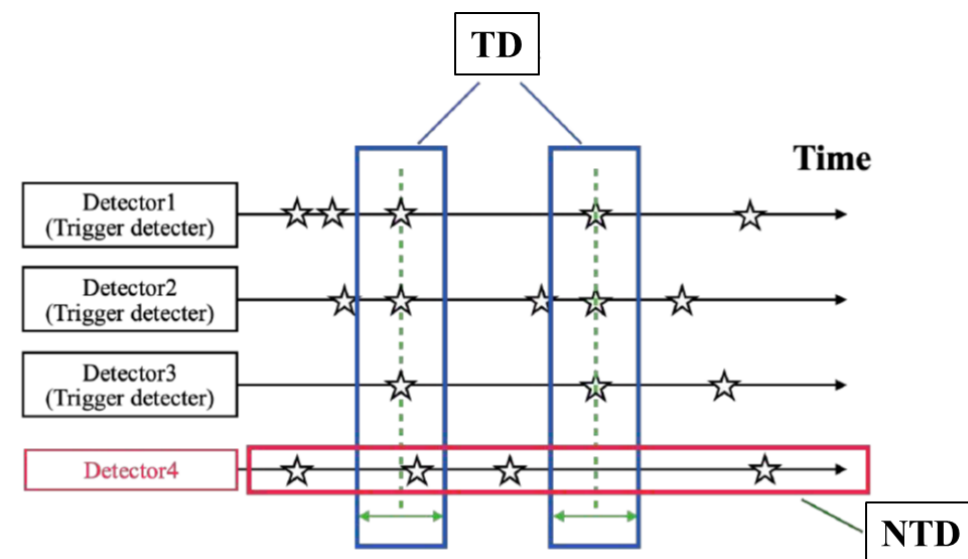 TD
Time
Detector1
(Trigger detecter)
Detector2
(Trigger detecter)
Detector3
(Trigger detecter)
Detector4
NTD